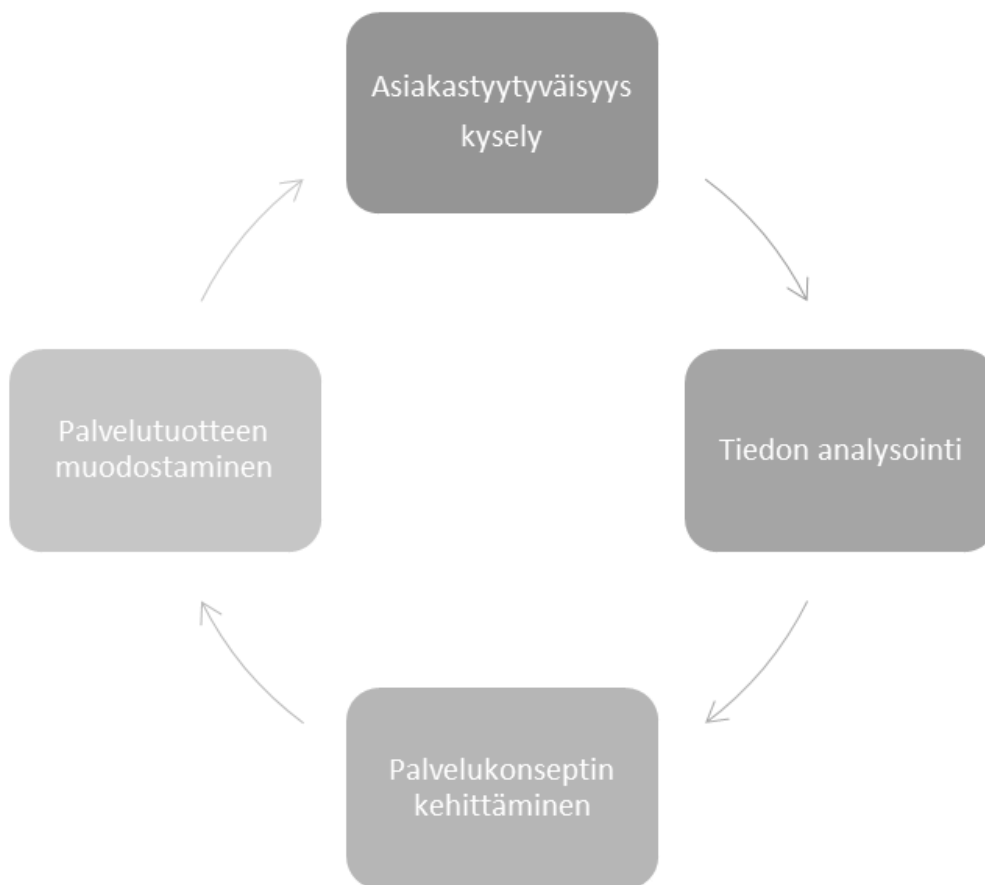 Asiakastyytyväisyys
kysely
Tiedon analysointi
Palvelukonseptin
kehittäminen
Palvelutuotteen
muodostaminen